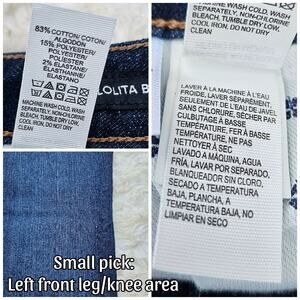 83% COTTON/ COTON/
ALGODON
15% POLYESTER/
POLYESTER/
POLIÉSTER
2% ELASTANE/
ELASTHANNE/
ELASTANO
MACHINE WASH COLD, WASH
SEPARATELY, NON-CHLORINE
BLEACH, TUMBLE DRY LOW,
COOL IRON, DO NOT DRY
CLEAN
LOLITA B
MACHINE WASH COLD, WASH
SEPARATELY, NON-CHLORINE
BLEACH, TUMBLE DRY LOW,
COOL IRON, DO NOT DRY
CLEAN
LAVER À LA MACHINE À L'EAU
FROIDE, LAVER SÉPARÉMENT,
SEULEMENT DE L'EAU DE JAVEL
SANS CHLORURE, SÉCHER PAR
CULBUTAGE À BASSE
TEMPÉRATURE, FER À BASSE
TEMPÉRATURE, NE PAS
NETTOYER À SEC
LAVADO A MÁQUINA, AGUA
FRÍA, LAVAR POR SEPARADO,
BLANQUEADOR SIN CLORO,
SECADO A TEMPERATURA
BAJA, PLANCHA, A
TEMPERATURA BAJA, NO
LIMPIAR EN SECO
Small pick:
Left front leg/knee area